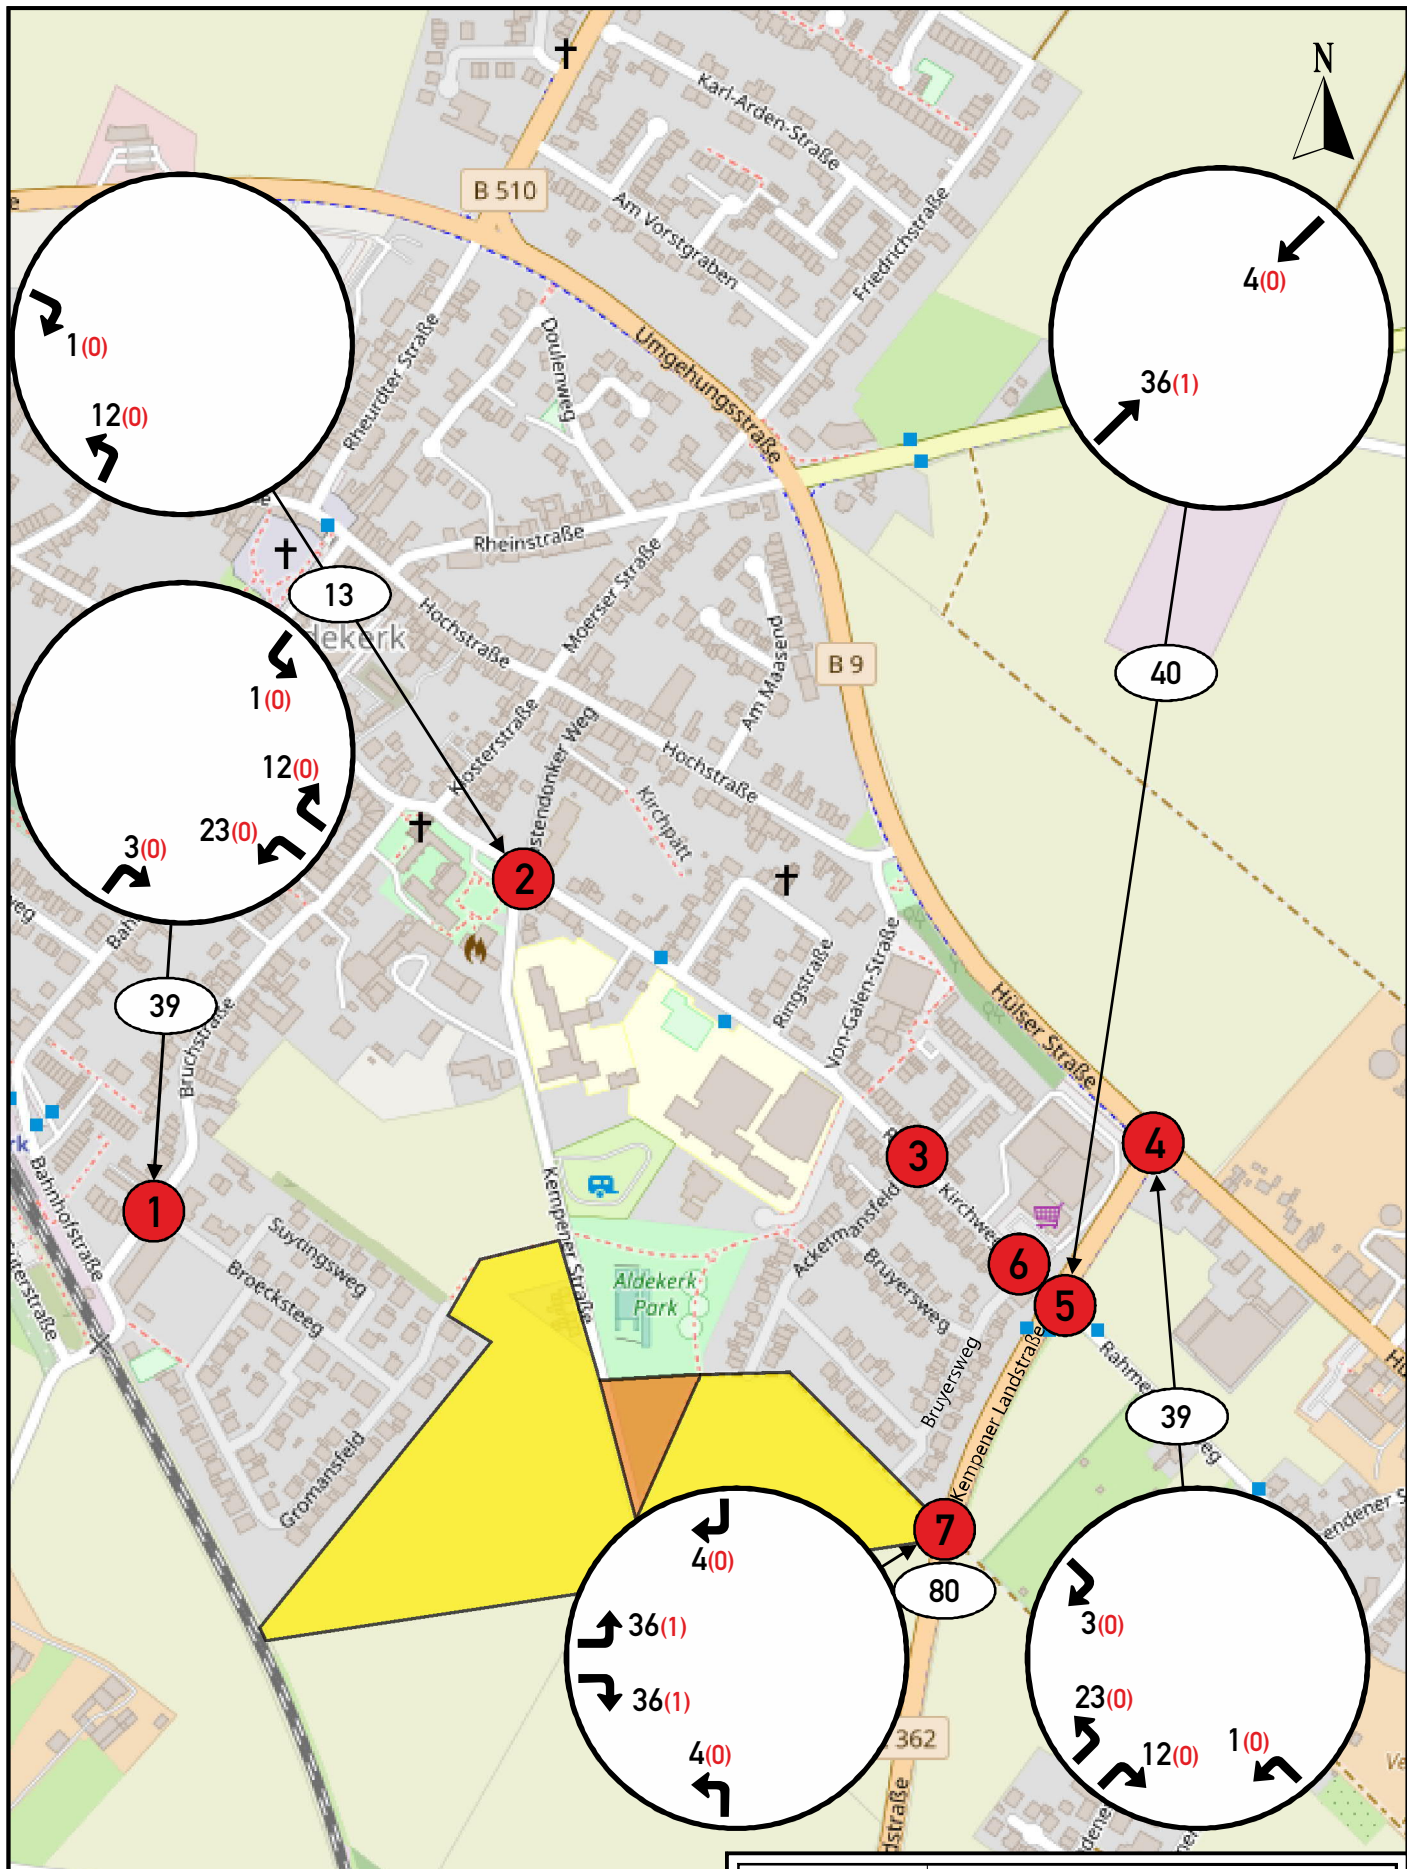 N
B 510
Karl-Arden-Straße
Am Vorstgraben
Friedrichstraße
Umgehungsstraße
Doulenweg
Rheurdter Straße
4(0)
36(1)
1(0)
12(0)
Rheinstraße
Moerser Straße
Hochstraße
13
Am Maaspfuend
B 9
40
1(0)
12(0)
23(0)
3(0)
Klosterstraße
Hochstraße
Kirchpatt
2
39
Bruchstraße
Ringstraße
Von-Galen-Straße
Hülser Straße
4
3
1
Bahnhofstraße
Kempener Straße
Ackermansfeld
Kirchweg
6
5
Suytingsweg
Broecksteeg
Aldekerk
Park
Bruyersweg
Bruyersweg
Kempener Landstraße
39
Gromansfeld
7
80
4(0)
36(1)
36(1)
4(0)
3(0)
23(0)
12(0)
1(0)
362